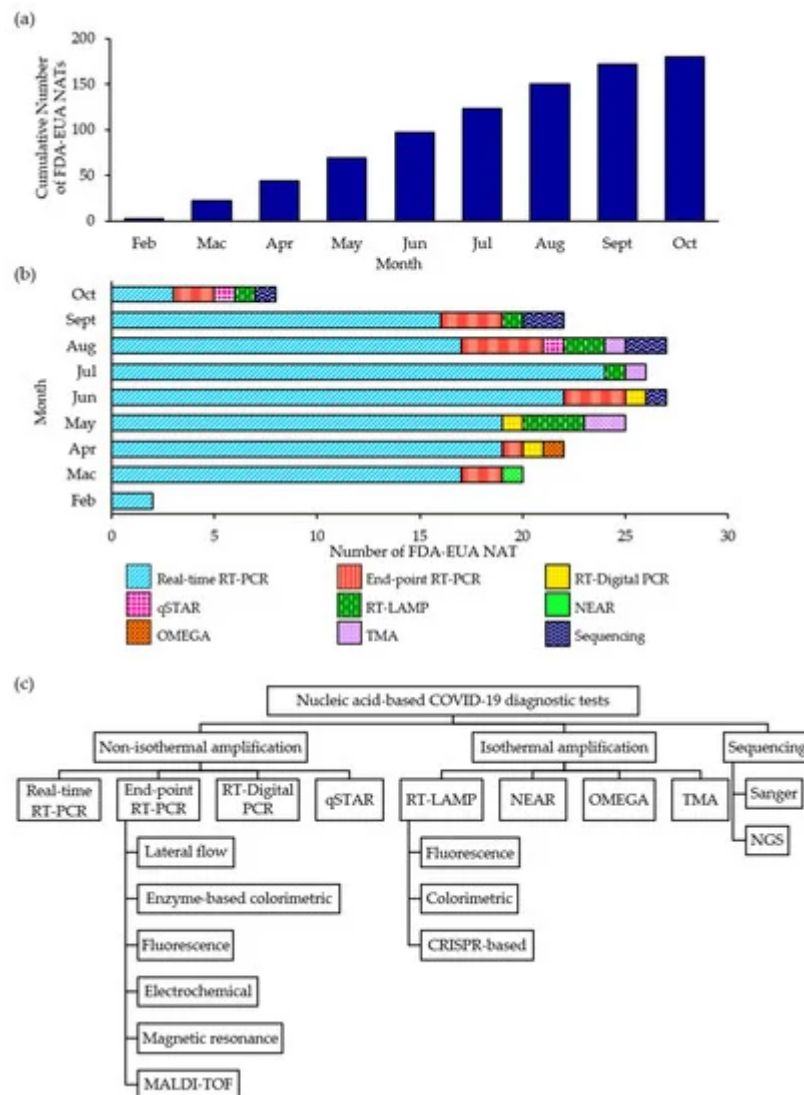 (a)
200
150
100
50
0
Cumulative Number
of FDA-EUA NATs
Feb Mac Apr May Jun Jul Aug Sept Oct
Month
(b)
Oct
Sept
Aug
Jul
Jun
May
Apr
Mac
Feb
Month
0 5 10 15 20 25 30
Number of FDA-EUA NAT
Real-time RT-PCR End-point RT-PCR RT-Digital PCR
qSTAR RT-LAMP NEAR
OMEGA TMA Sequencing
(c)
Nucleic acid-based COVID-19 diagnostic tests
Non-isothermal amplification Isothermal amplification Sequencing
Real-time
RT-PCR
End-point
RT-PCR
RT-Digital
PCR
qSTAR
RT-LAMP
NEAR
OMEGA
TMA
Sanger
NGS
Lateral flow
Enzyme-based colorimetric
Fluorescence
Electrochemical
Magnetic resonance
MALDI-TOF
Fluorescence
Colorimetric
CRISPR-based